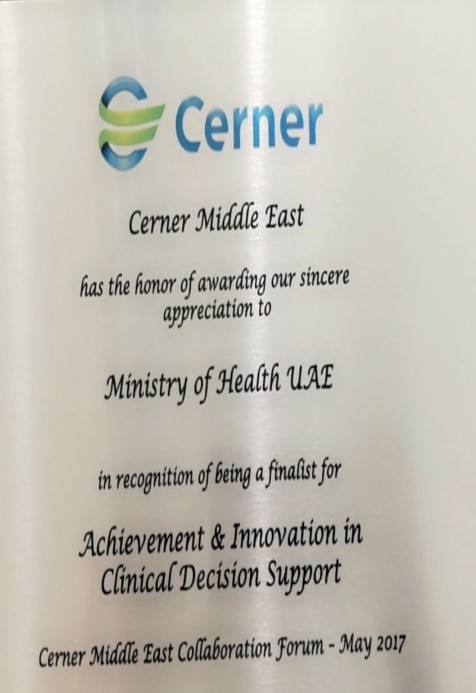 Cerner
Cerner Middle East
has the honor of awarding our sincere
appreciation to
Ministry of Health UAE
in recognition of being a finalist for
Achievement & Innovation in
Clinical Decision Support
Cerner Middle East Collaboration Forum - May 2017